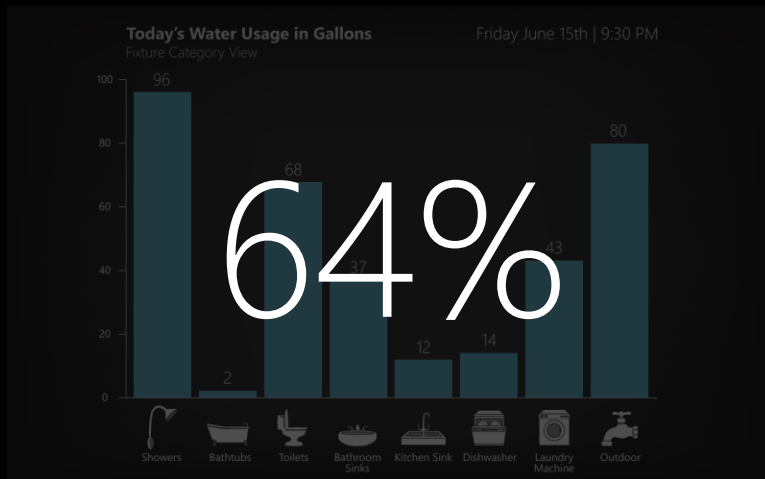 Today's Water Usage in Gallons
Friday June 15th | 9:30 PM
Fixture Category View
100
96
80
80
68
60
64%
43
40
37
20
14
12
2
0
Showers
Bathtubs
Toilets
Bathroom
Sinks
Kitchen Sink
Dishwasher
Laundry
Machine
Outdoor